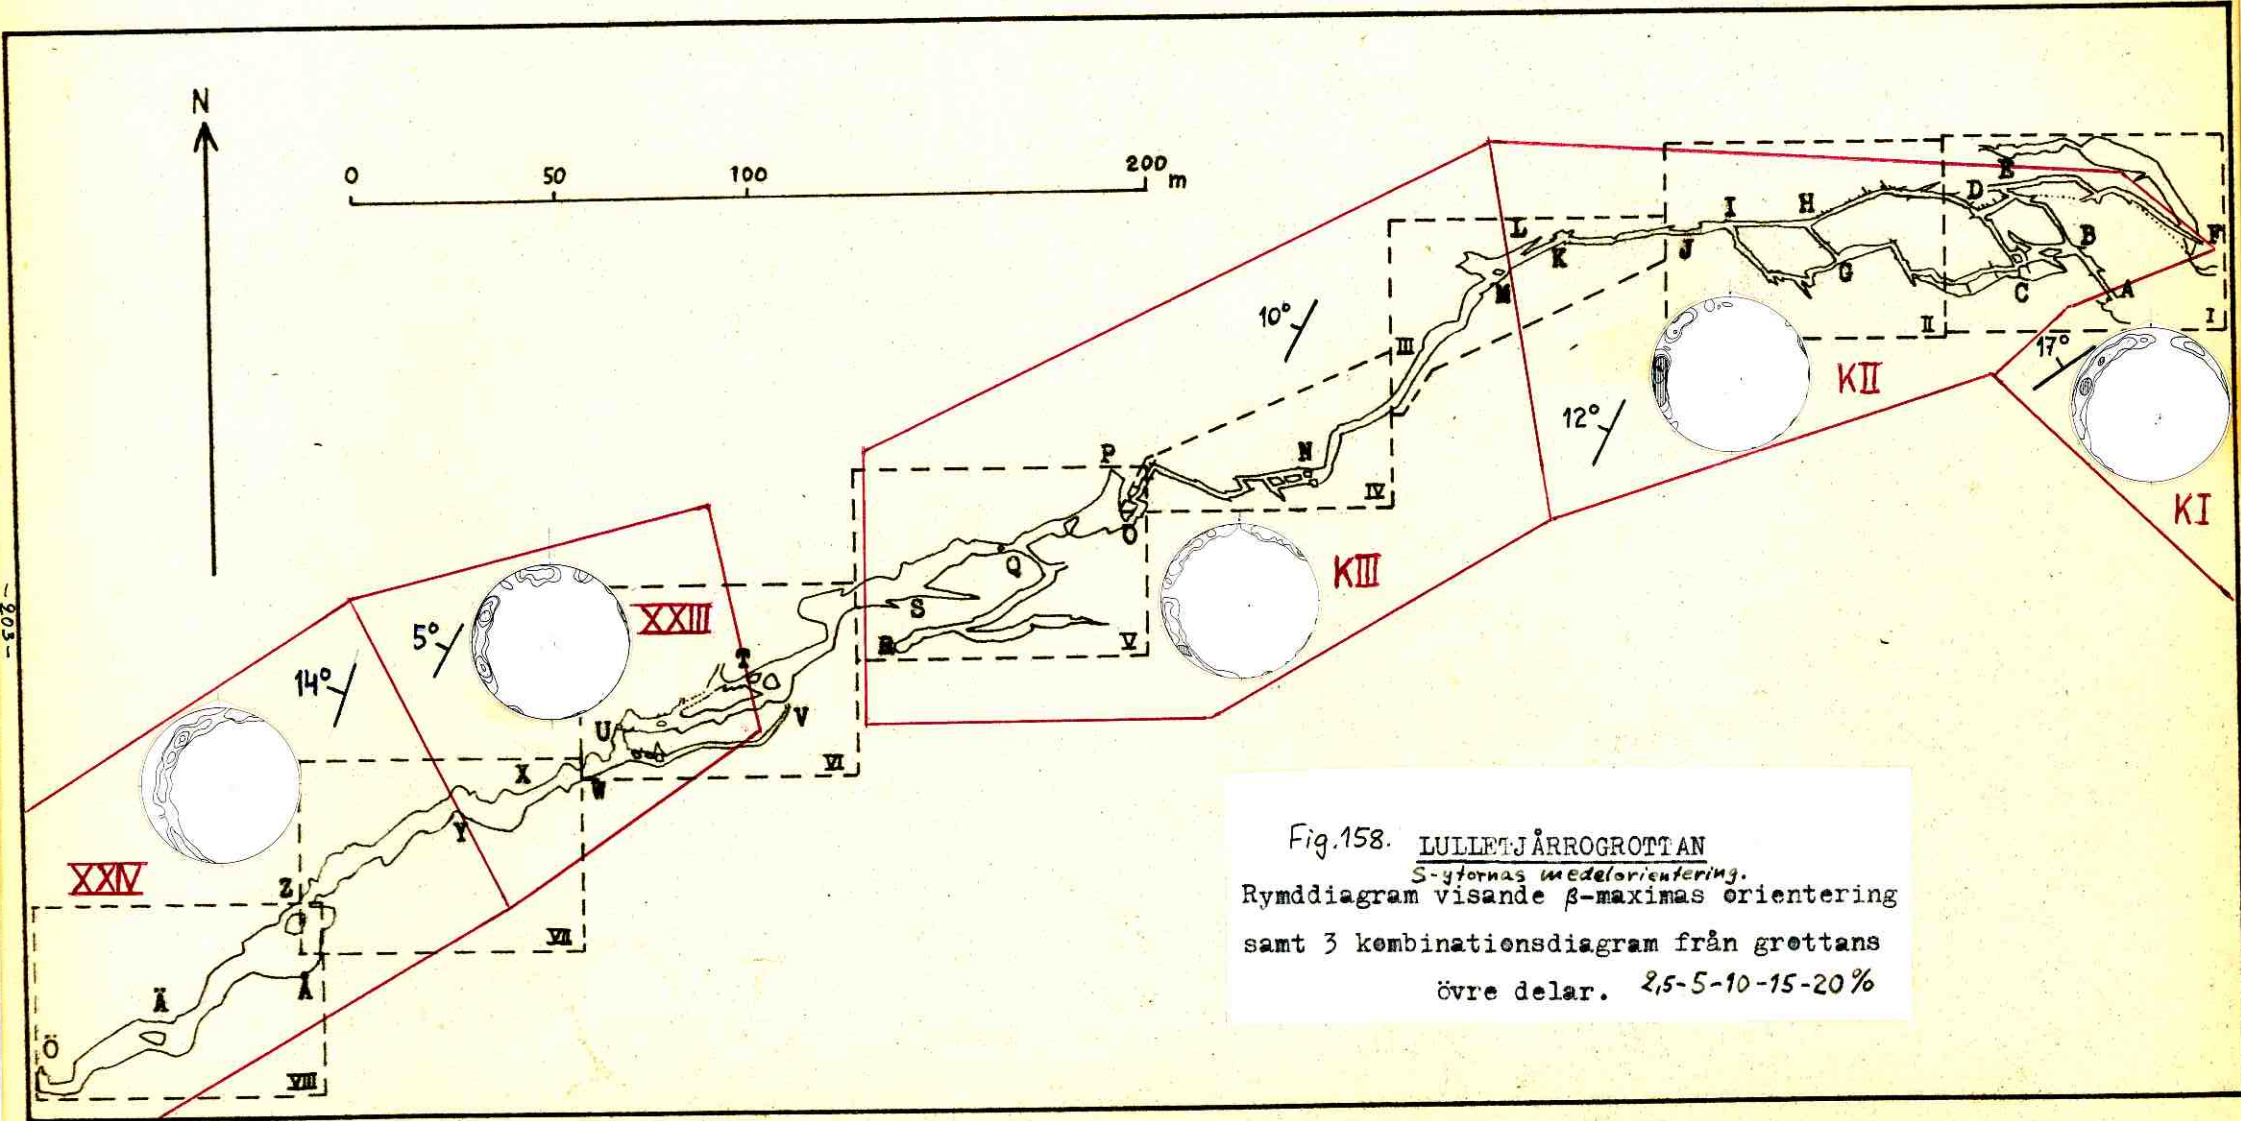 N
0 50 100 200 m
E
D
I
H
F
L
B
K
J
G
M
C
A
10°
III
II
I
17°
KII
12°
P
N
IV
KI
O
Q
KIII
S
XXIII
5°
R
V
T
14°
U
V
VI
X
W
Y
XXIV
Z
VII
Å
Ä
Ö
VIII
-203-
Fig.158. LULLETJÅRROGROTTAN
S-ytornas medelorientering.
Rymddiagram visande β-maximas orientering
samt 3 kombinationsdiagram från grottans
övre delar. 2,5-5-10-15-20%